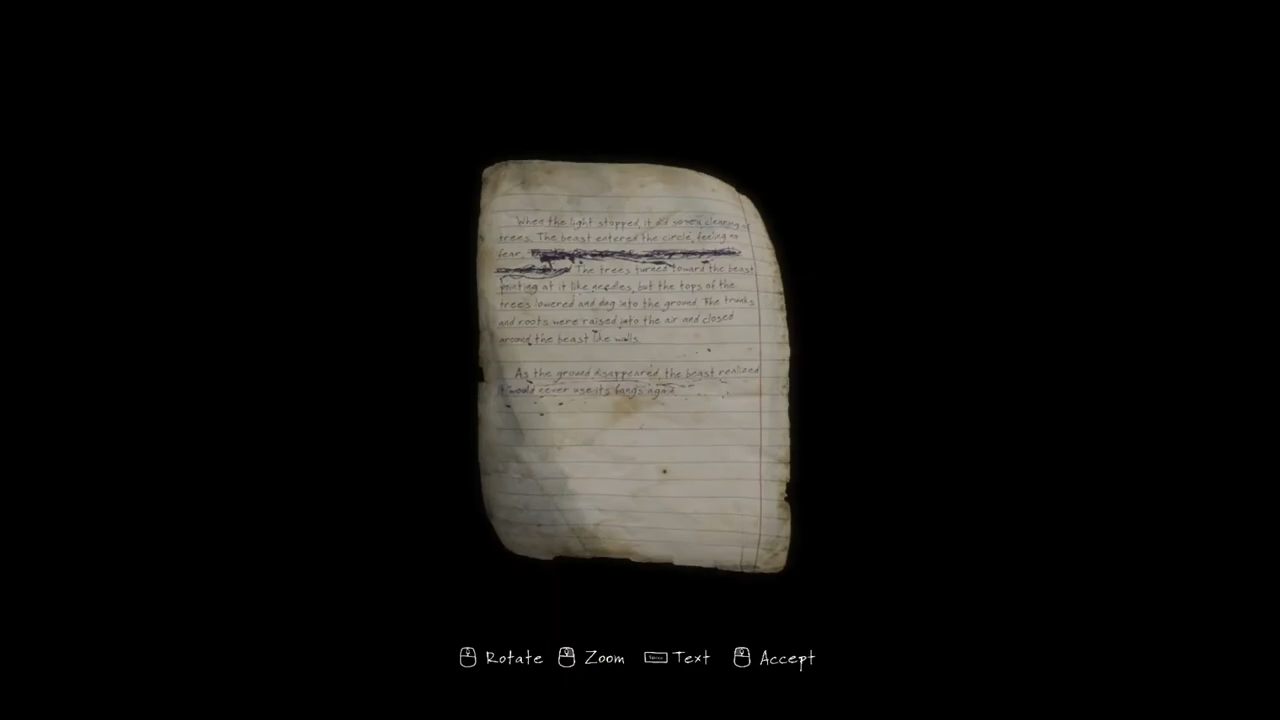 When the light stopped, it did so in a clearing of
trees. The beast entered the circle, feeling no
fear.
The trees turned toward the beast
pointing at it like needles, but the tops of the
trees lowered and dug into the ground. The trunks
and roots were raised into the air and closed
around the beast like walls.
As the ground disappeared, the beast realized
it would never use its fangs again.
Rotate Zoom Text Accept